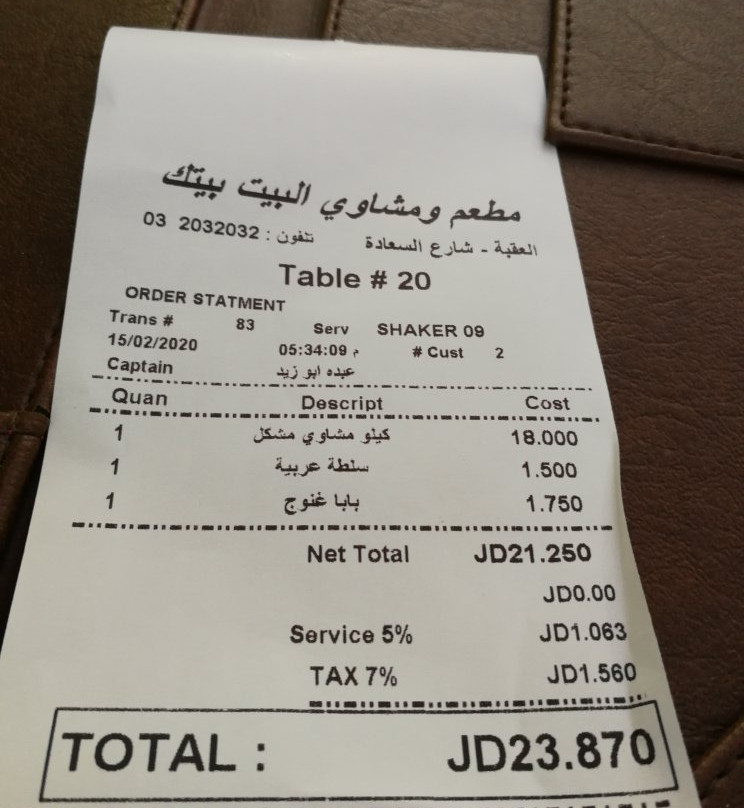 مطعم ومشاوي البيت بيتك
العقبة - شارع السعادة تلفون : 2032032 03
Table # 20
ORDER STATMENT
Trans # 83 Serv SHAKER 09
15/02/2020 05:34:09 م # Cust 2
Captain عبده ابو زيد
Quan Descript Cost
1 كيلو مشاوي مشكل 18.000
1 سلطة عربية 1.500
1 بابا غنوج 1.750
Net Total JD21.250
JD0.00
Service 5% JD1.063
TAX 7% JD1.560
TOTAL : JD23.870